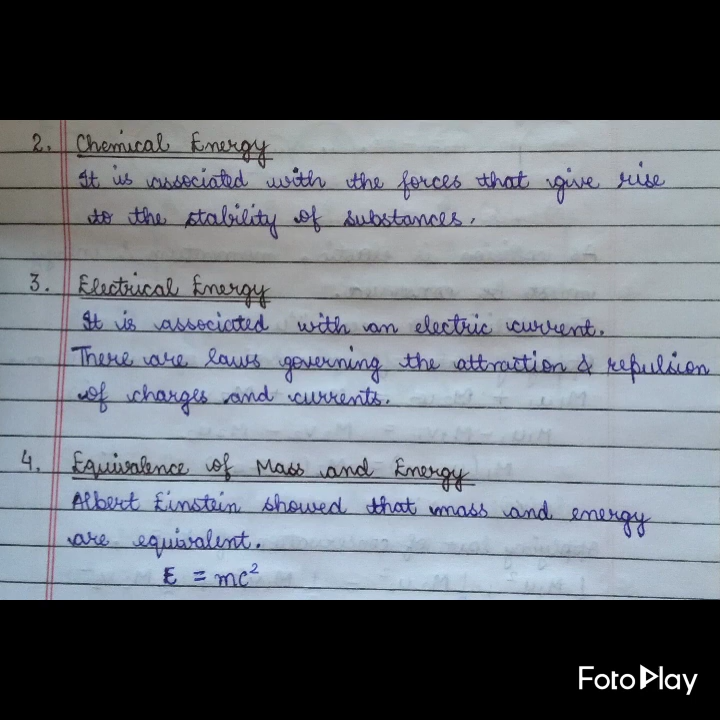 2. Chemical Energy
It is associated with the forces that give rise
to the stability of substances.
3. Electrical Energy
It is associated with an electric current.
There are laws governing the attraction & repulsion
of charges and currents.
4. Equivalence of Mass and Energy
Albert Einstein showed that mass and energy
are equivalent.
E = mc²
FotoPlay